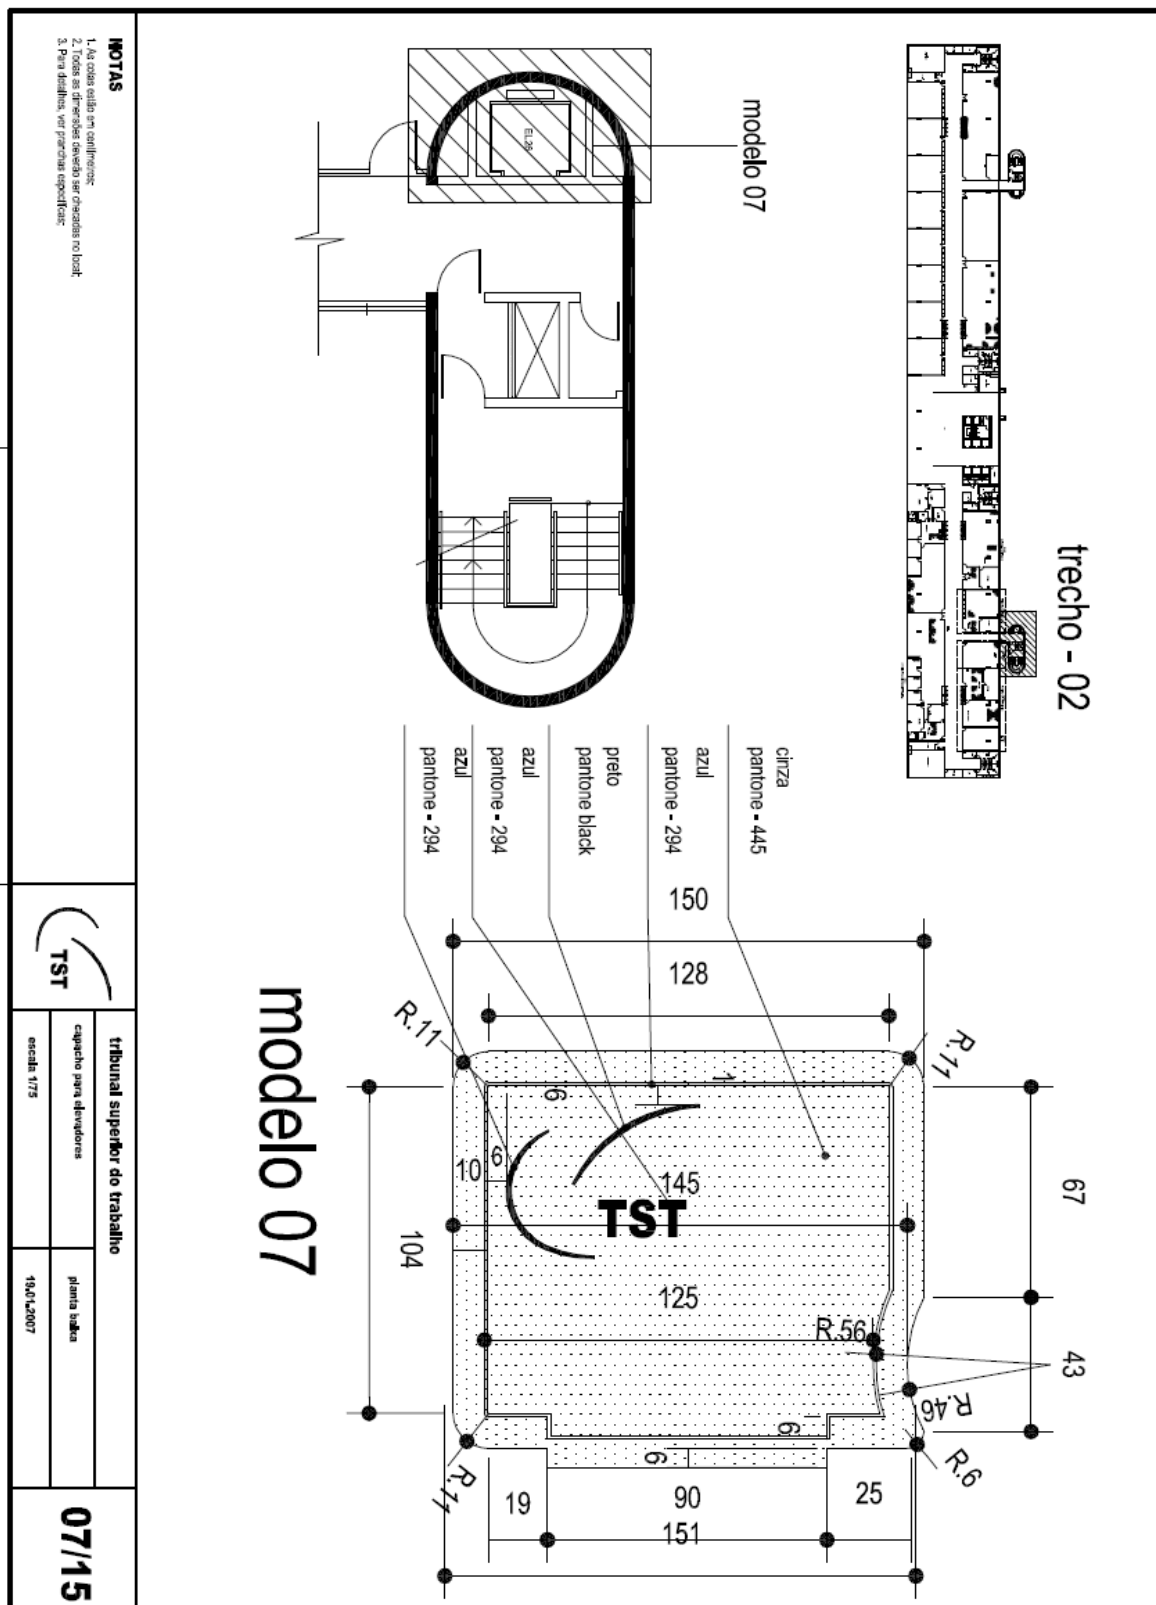 trecho - 02
modelo 07
EL26
NOTAS
1. As cotas estão em centímetros;
2. Todas as dimensões deverão ser checadas no local;
3. Para detalhes, ver pranchas específicas;
cinza
pantone - 445
azul
pantone - 294
preto
pantone black
azul
pantone - 294
azul
pantone - 294
150
128
R.11
R.11
1
6
6
10
145
TST
67
104
125
R.56
43
R.46
6
6
R.6
R.11
19
90
25
151
modelo 07
TST
tribunal superior do trabalho
capacho para elevadores
planta baixa
escala 1/75
19.01.2007
07/15